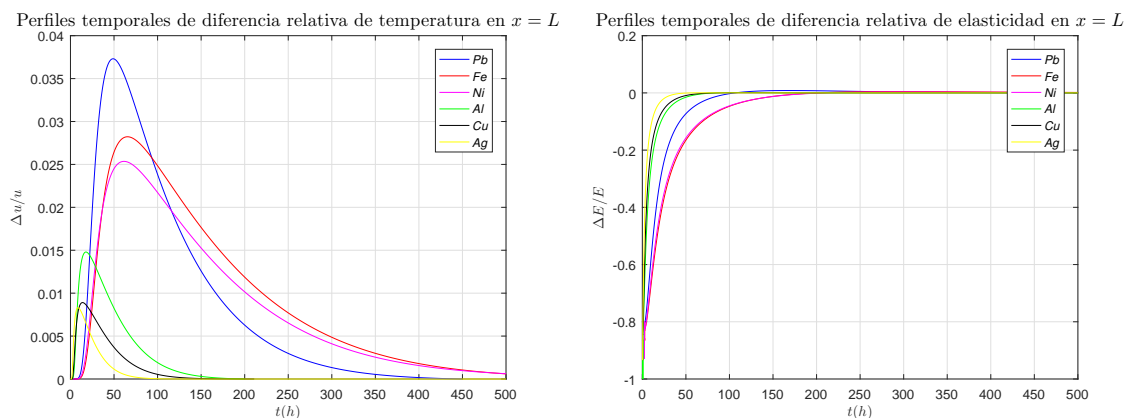 Perfiles temporales de diferencia relativa de temperatura en x = L
0.04
0.035
0.03
0.025
0.02
0.015
0.01
0.005
0
Δu/u
0 50 100 150 200 250 300 350 400 450 500
t(h)
Pb
Fe
Ni
Al
Cu
Ag
Perfiles temporales de diferencia relativa de elasticidad en x = L
0.2
0
-0.2
-0.4
-0.6
-0.8
-1
ΔE/E
0 50 100 150 200 250 300 350 400 450 500
t(h)
Pb
Fe
Ni
Al
Cu
Ag